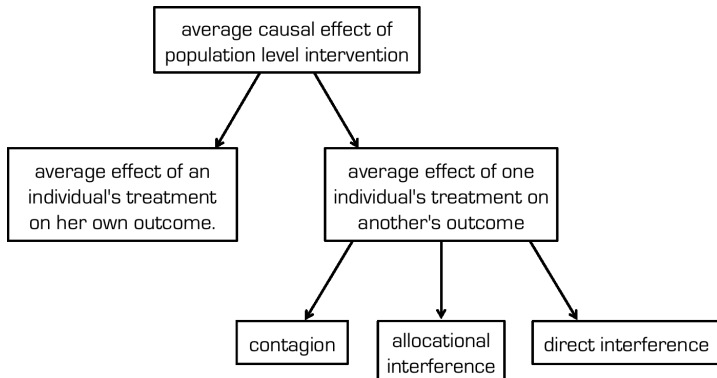 average causal effect of
population level intervention
average effect of an
individual's treatment
on her own outcome.
average effect of one
individual's treatment on
another's outcome
contagion
allocational
interference
direct interference